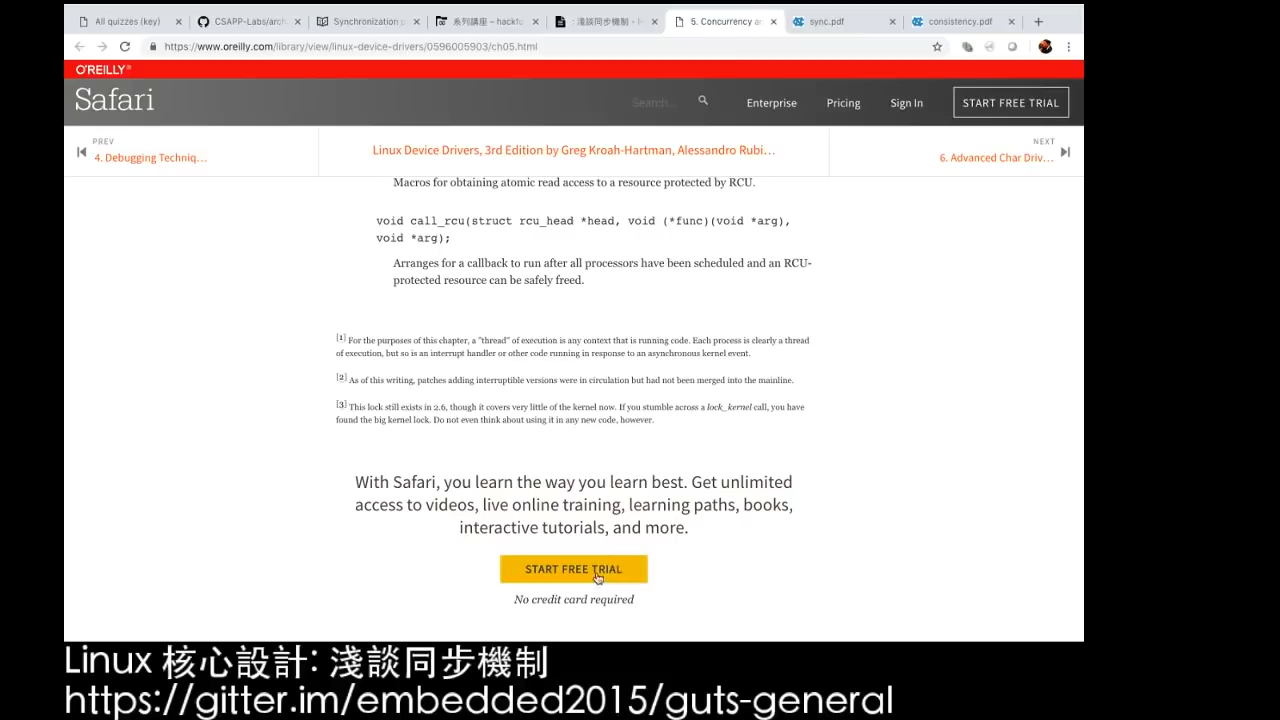 All quizzes (key)
CSAPP-Labs/arch
Synchronization
系列講座 – hackfo
淺談同步機制 -
5. Concurrency a
sync.pdf
consistency.pdf
https://www.oreilly.com/library/view/linux-device-drivers/0596005903/ch05.html
O'REILLY®
Safari
Search...
Enterprise
Pricing
Sign In
START FREE TRIAL
PREV
4. Debugging Techniq…
Linux Device Drivers, 3rd Edition by Greg Kroah-Hartman, Alessandro Rubi…
NEXT
6. Advanced Char Driv…
Macros for obtaining atomic read access to a resource protected by RCU.
void call_rcu(struct rcu_head *head, void (*func)(void *arg),
void *arg);
Arranges for a callback to run after all processors have been scheduled and an RCU-
protected resource can be safely freed.
[1] For the purposes of this chapter, a "thread" of execution is any context that is running code. Each process is clearly a thread
of execution, but so is an interrupt handler or other code running in response to an asynchronous kernel event.
[2] As of this writing, patches adding interruptible versions were in circulation but had not been merged into the mainline.
[3] This lock still exists in 2.6, though it covers very little of the kernel now. If you stumble across a lock_kernel call, you have
found the big kernel lock. Do not even think about using it in any new code, however.
With Safari, you learn the way you learn best. Get unlimited
access to videos, live online training, learning paths, books,
interactive tutorials, and more.
START FREE TRIAL
No credit card required
Linux 核心設計: 淺談同步機制
https://gitter.im/embedded2015/guts-general